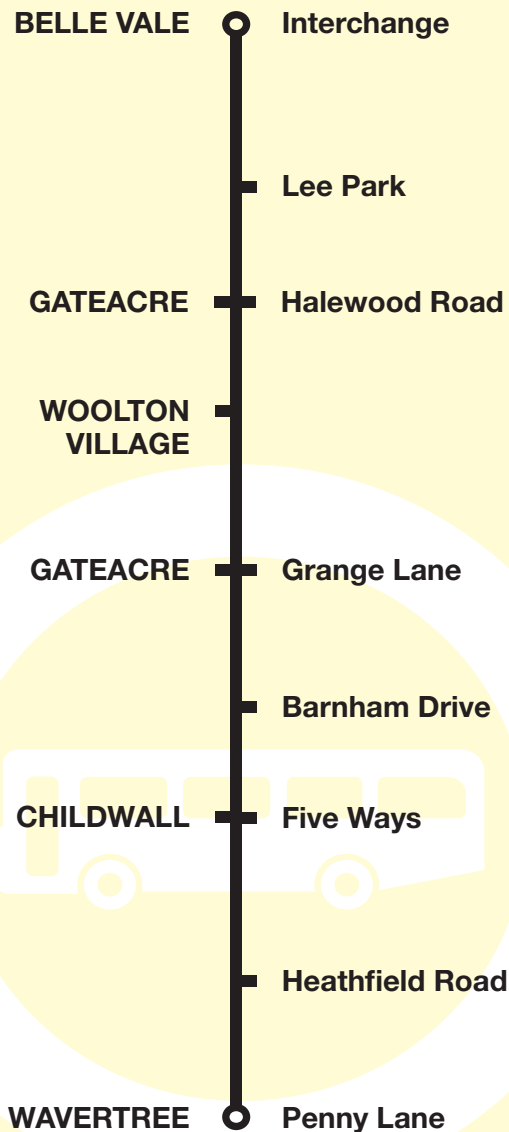 BELLE VALE Interchange
Lee Park
GATEACRE Halewood Road
WOOLTON
VILLAGE
GATEACRE Grange Lane
Barnham Drive
CHILDWALL Five Ways
Heathfield Road
WAVERTREE Penny Lane